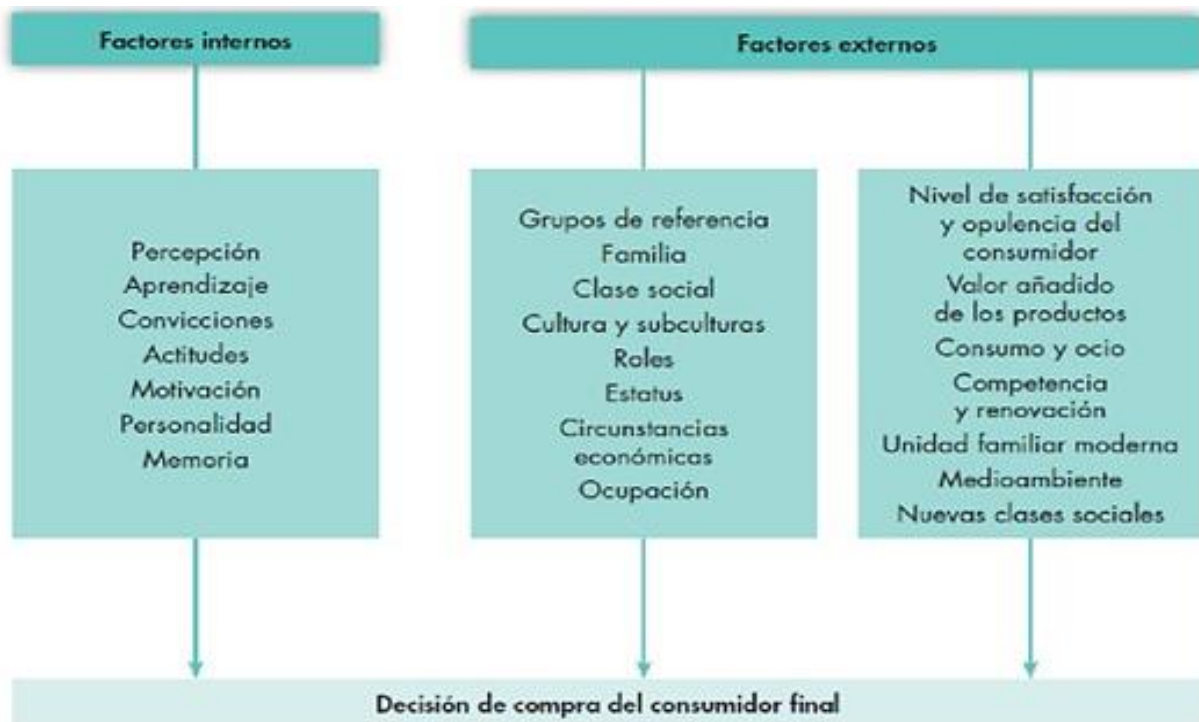 Factores internos
Factores externos
Percepción
Aprendizaje
Convicciones
Actitudes
Motivación
Personalidad
Memoria
Grupos de referencia
Familia
Clase social
Cultura y subculturas
Roles
Estatus
Circunstancias
económicas
Ocupación
Nivel de satisfacción
y opulencia del
consumidor
Valor añadido
de los productos
Consumo y ocio
Competencia
y renovación
Unidad familiar moderna
Medioambiente
Nuevas clases sociales
Decisión de compra del consumidor final